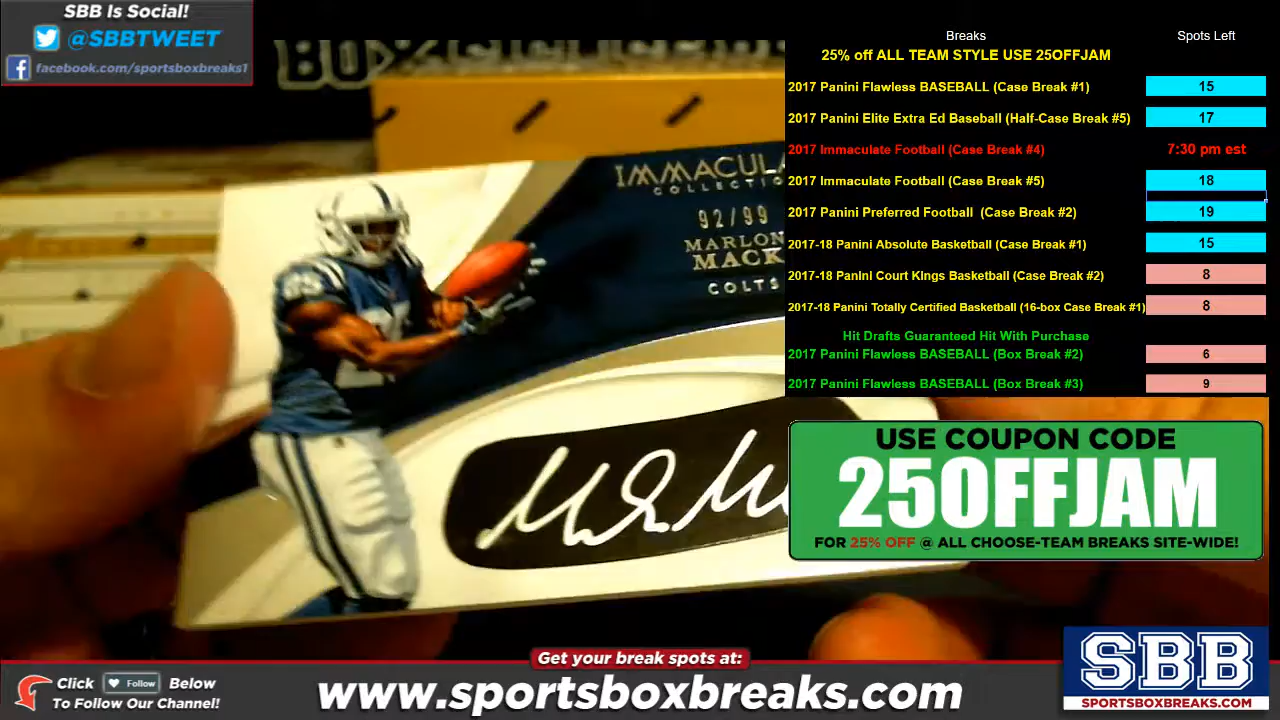 SBB Is Social!
@SBBTWEET
facebook.com/sportsboxbreaks1
Breaks Spots Left
25% off ALL TEAM STYLE USE 25OFFJAM
2017 Panini Flawless BASEBALL (Case Break #1) 15
2017 Panini Elite Extra Ed Baseball (Half-Case Break #5) 17
2017 Immaculate Football (Case Break #4) 7:30 pm est
2017 Immaculate Football (Case Break #5) 18
2017 Panini Preferred Football (Case Break #2) 19
2017-18 Panini Absolute Basketball (Case Break #1) 15
2017-18 Panini Court Kings Basketball (Case Break #2) 8
2017-18 Panini Totally Certified Basketball (16-box Case Break #1) 8
Hit Drafts Guaranteed Hit With Purchase
2017 Panini Flawless BASEBALL (Box Break #2) 6
2017 Panini Flawless BASEBALL (Box Break #3) 9
IMMACULA
COLLECTIO
92/99
MARLON
MACK
COLTS
USE COUPON CODE
25OFFJAM
FOR 25% OFF @ ALL CHOOSE-TEAM BREAKS SITE-WIDE!
SBB
SPORTSBOXBREAKS.COM
Get your break spots at:
www.sportsboxbreaks.com
Click Follow Below
To Follow Our Channel!